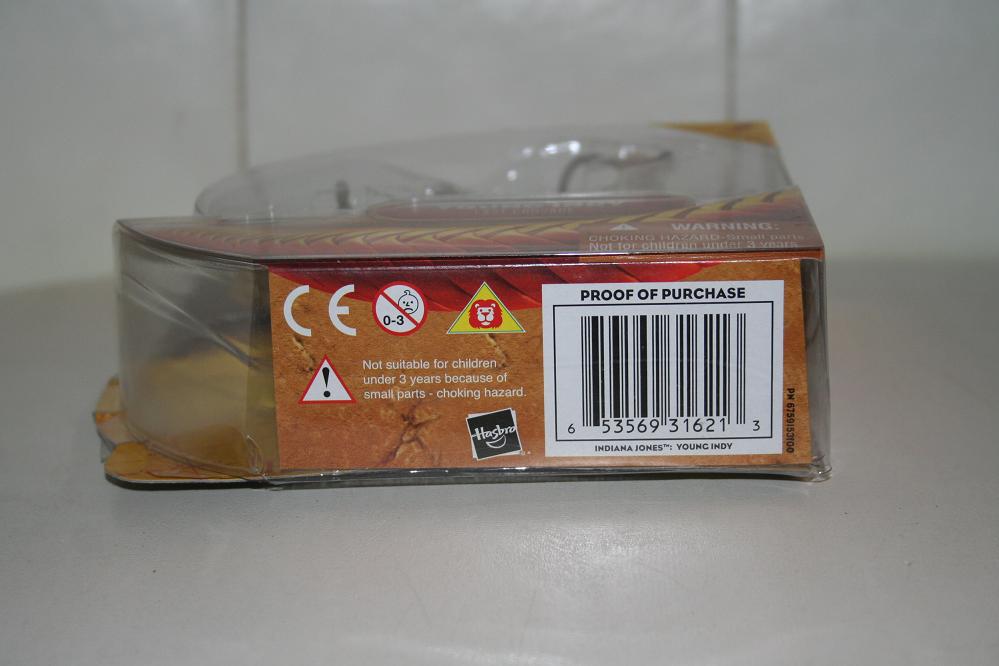 WARNING:
CHOKING HAZARD-Small parts
Not for children under 3 years
CE
0-3
PROOF OF PURCHASE
Not suitable for children
under 3 years because of
small parts - choking hazard.
Hasbro
6 53569 31621 3
INDIANA JONES™: YOUNG INDY